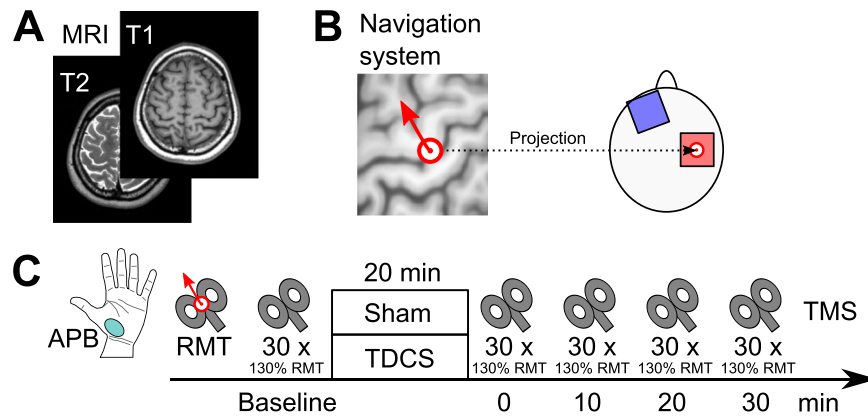 A
MRI
T1
T2
B
Navigation
system
Projection
C
20 min
Sham
TDCS
TMS
APB
RMT
30 x
130% RMT
30 x
130% RMT
30 x
130% RMT
30 x
130% RMT
30 x
130% RMT
Baseline
0
10
20
30
min